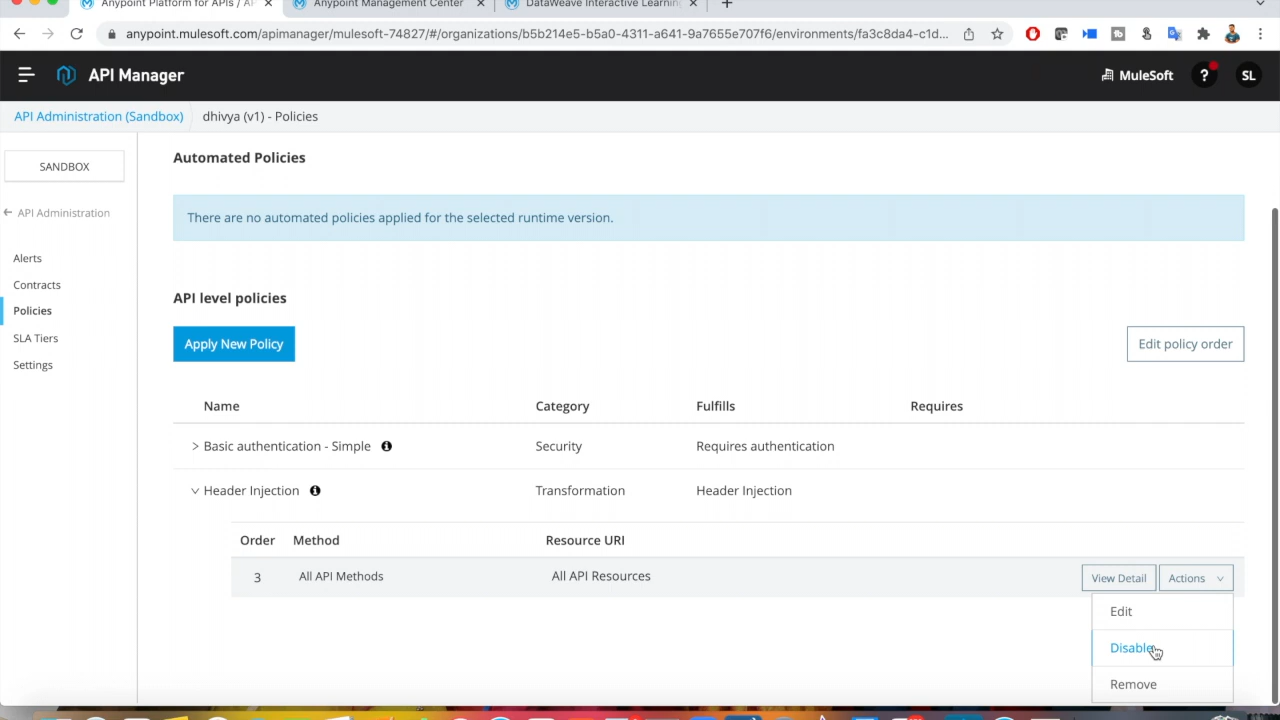 Anypoint Platform for APIs / AP
Anypoint Management Center
DataWeave Interactive Learning
anypoint.mulesoft.com/apimanager/mulesoft-74827/#/organizations/b5b214e5-b5a0-4311-a641-9a7655e707f6/environments/fa3c8da4-c1d...
API Manager
MuleSoft
?
SL
API Administration (Sandbox)
dhivya (v1) - Policies
SANDBOX
API Administration
Alerts
Contracts
Policies
SLA Tiers
Settings
Automated Policies
There are no automated policies applied for the selected runtime version.
API level policies
Apply New Policy
Edit policy order
Name Category Fulfills Requires
Basic authentication - Simple Security Requires authentication
Header Injection Transformation Header Injection
Order Method Resource URI
3 All API Methods All API Resources View Detail Actions
Edit
Disable
Remove